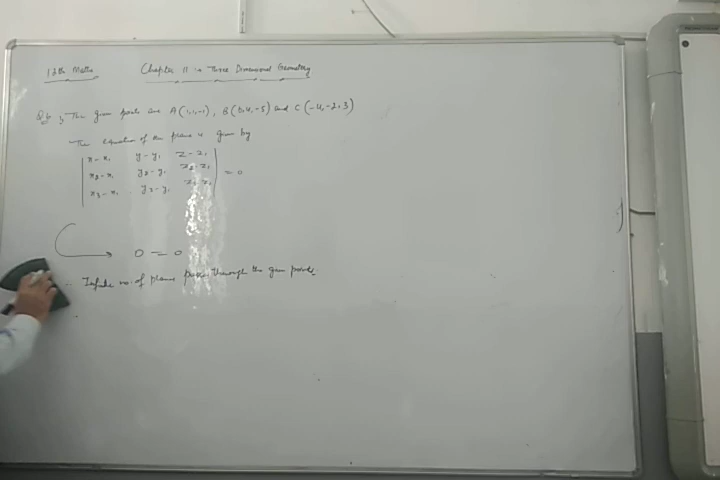 12th Maths Chapter 11 Three Dimensional Geometry
The given points are A(1,1,-1), B(6,4,-5) and C(-4,-2,3)
The equation of the plane is given by
x-x₁ y-y₁ z-z₁
x₂-x₁ y₂-y₁ z₂-z₁ = 0
x₃-x₁ y₃-y₁ z₃-z₁
0 = 0
∴ Infinite no. of planes passes through the given points.